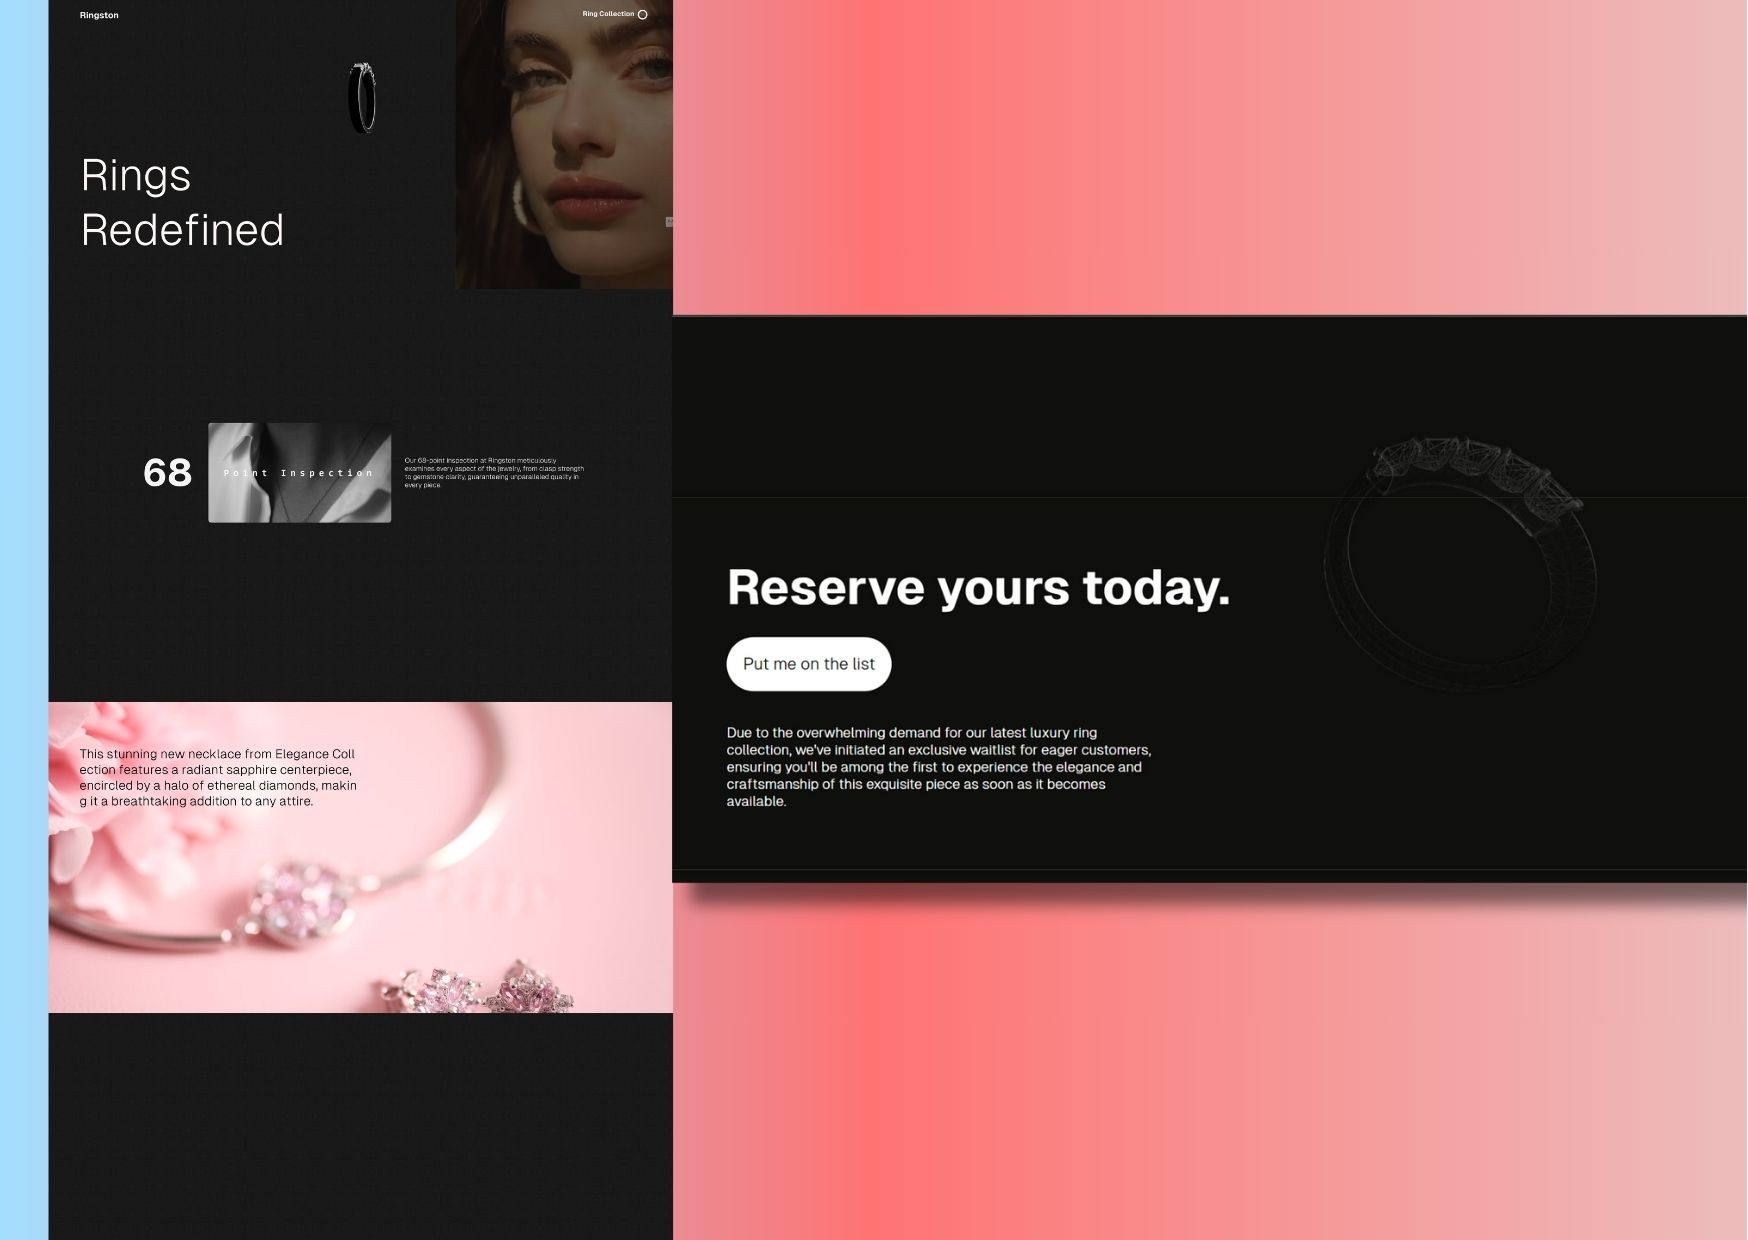 Ringston
Ring Collection
Rings
Redefined
68
Point Inspection
Our 68-point inspection at Ringston meticulously
examines every aspect of the jewelry, from clasp strength
to gemstone clarity, guaranteeing unparalleled quality in
every piece.
This stunning new necklace from Elegance Coll
ection features a radiant sapphire centerpiece,
encircled by a halo of ethereal diamonds, makin
g it a breathtaking addition to any attire.
Reserve yours today.
Put me on the list
Due to the overwhelming demand for our latest luxury ring
collection, we've initiated an exclusive waitlist for eager customers,
ensuring you'll be among the first to experience the elegance and
craftsmanship of this exquisite piece as soon as it becomes
available.